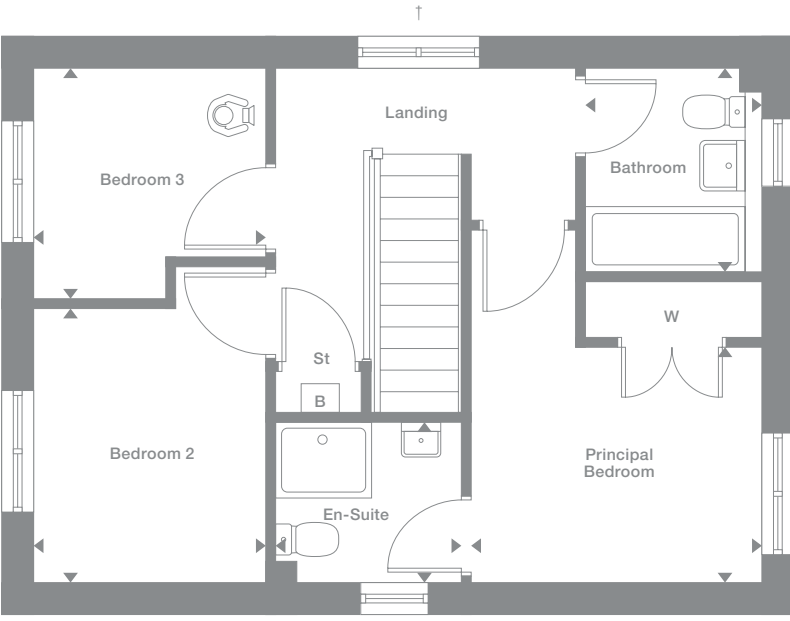 †
Landing
Bedroom 3
Bathroom
W
St
B
Bedroom 2
Principal
Bedroom
En-Suite